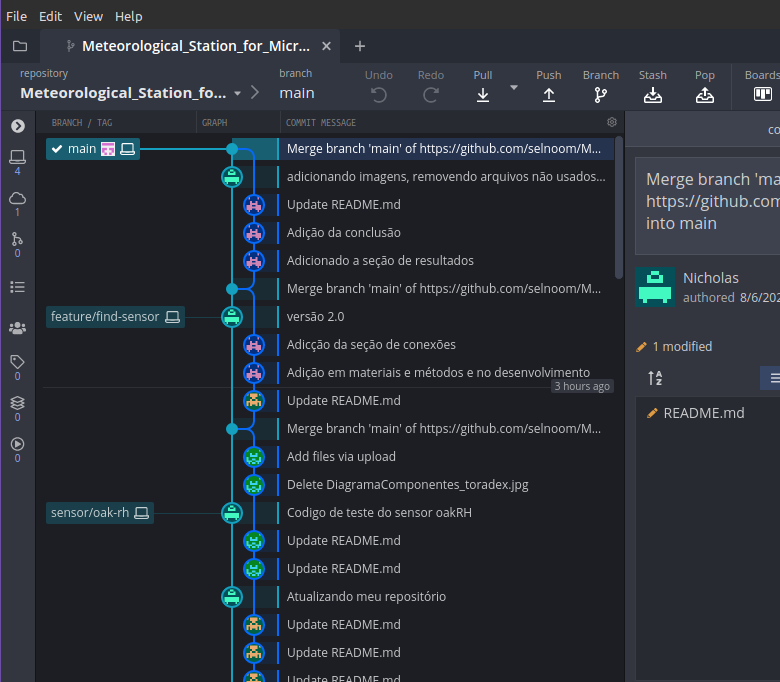 File Edit View Help
Meteorological_Station_for_Micr...
repository
Meteorological_Station_fo...
branch
main
Undo Redo Pull Push Branch Stash Pop Boards
BRANCH / TAG GRAPH COMMIT MESSAGE
main Merge branch 'main' of https://github.com/selnoom/M...
adicionando imagens, removendo arquivos não usados...
Update README.md
Adição da conclusão
Adicionado a seção de resultados
Merge branch 'main' of https://github.com/selnoom/M...
feature/find-sensor versão 2.0
Adicção da seção de conexões
Adição em materiais e métodos e no desenvolvimento
3 hours ago
Update README.md
Merge branch 'main' of https://github.com/selnoom/M...
Add files via upload
Delete DiagramaComponentes_toradex.jpg
sensor/oak-rh Codigo de teste do sensor oakRH
Update README.md
Update README.md
Atualizando meu repositório
Update README.md
Update README.md
Update README.md
4
1
0
0
0
0
co
Merge branch 'ma
https://github.com
into main
Nicholas
authored 8/6/202
1 modified
README.md